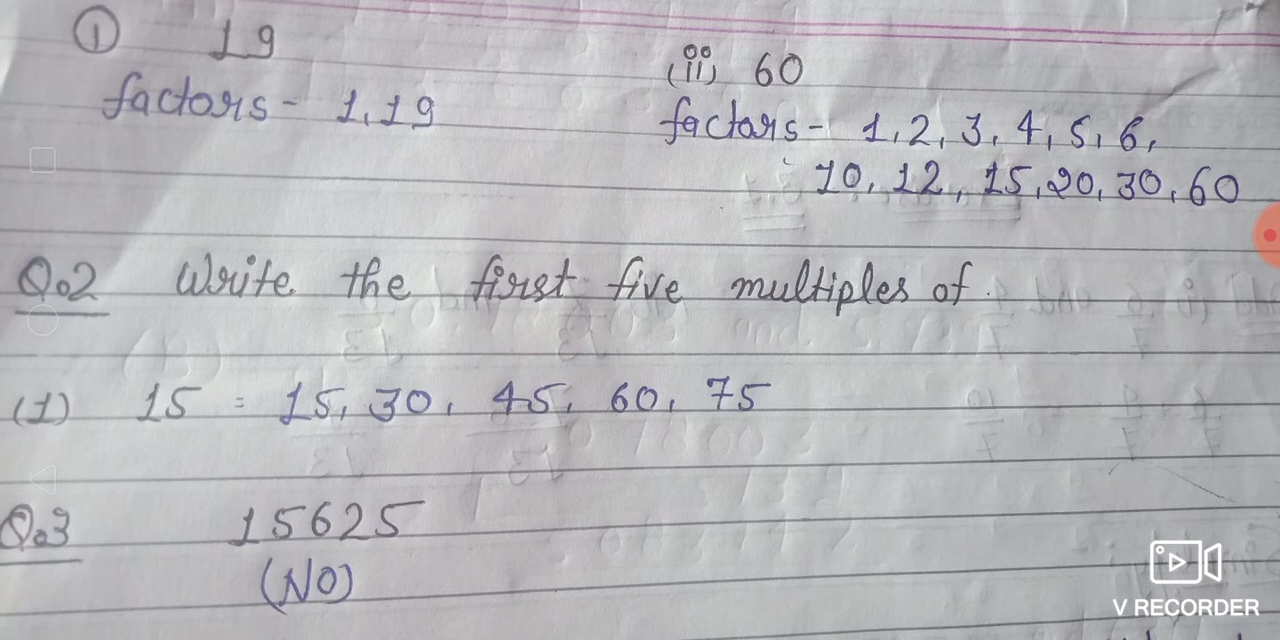 ① 19
factors - 1, 19
(ii) 60
factors - 1, 2, 3, 4, 5, 6,
10, 12, 15, 20, 30, 60
Q.2 Write the first five multiples of.
(1) 15 = 15, 30, 45, 60, 75
Q.3 15625
(NO)
V RECORDER